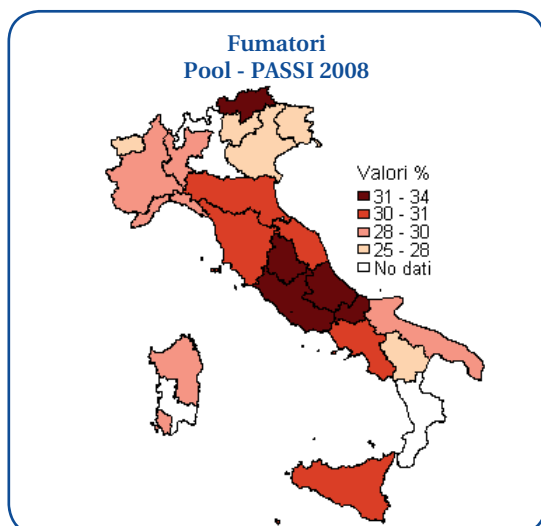 Fumatori
Pool - PASSI 2008
Valori %
31 - 34
30 - 31
28 - 30
25 - 28
No dati